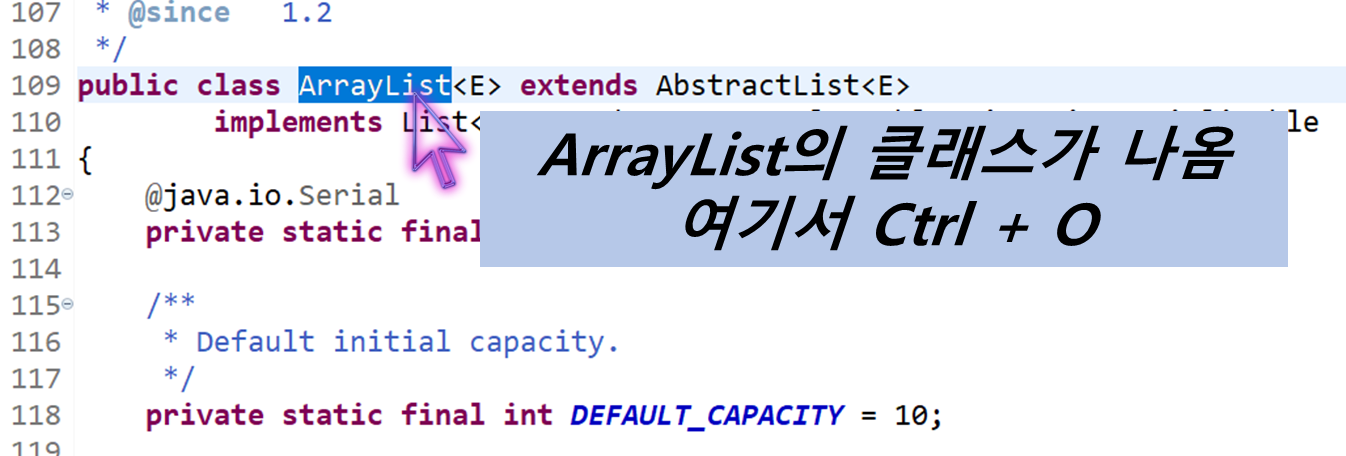 107 * @since 1.2
108 */
109 public class ArrayList<E> extends AbstractList<E>
110 implements List<
ArrayList의 클래스가 나옴
여기서 Ctrl + O
111 {
112 @java.io.Serial
113 private static final
114
115 /**
116 * Default initial capacity.
117 */
118 private static final int DEFAULT_CAPACITY = 10;
119